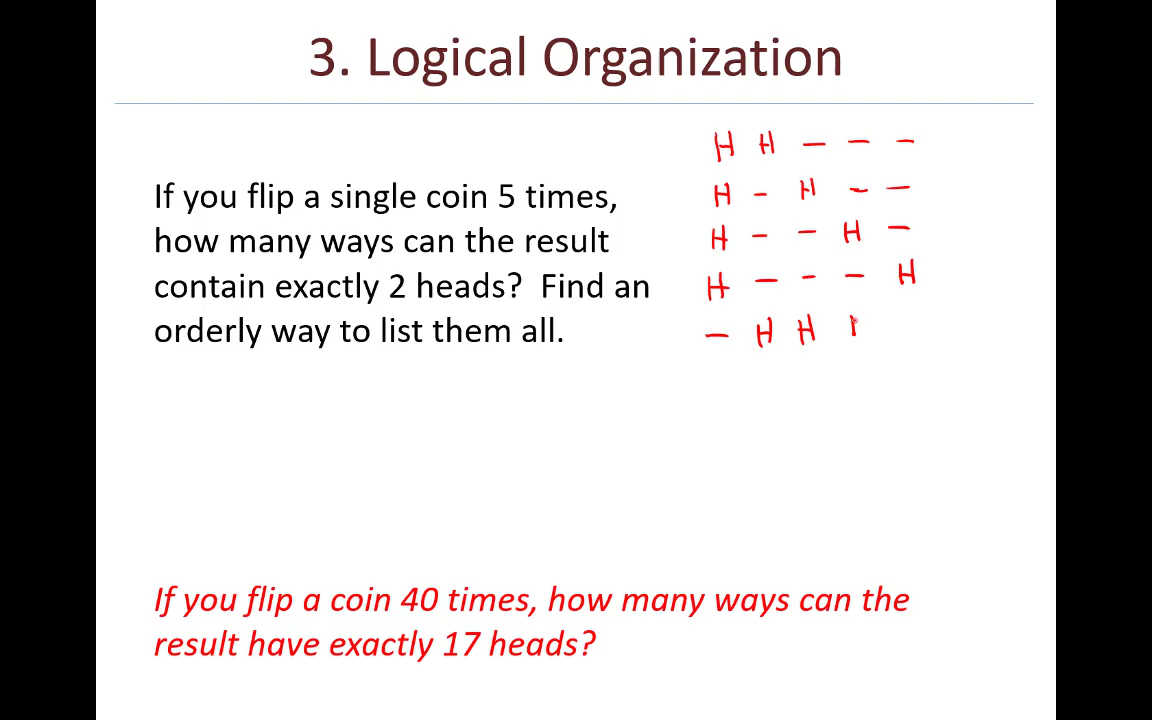 3. Logical Organization
If you flip a single coin 5 times,
how many ways can the result
contain exactly 2 heads? Find an
orderly way to list them all.
H H - - -
H - H - -
H - - H -
H - - - H
- H H
If you flip a coin 40 times, how many ways can the
result have exactly 17 heads?